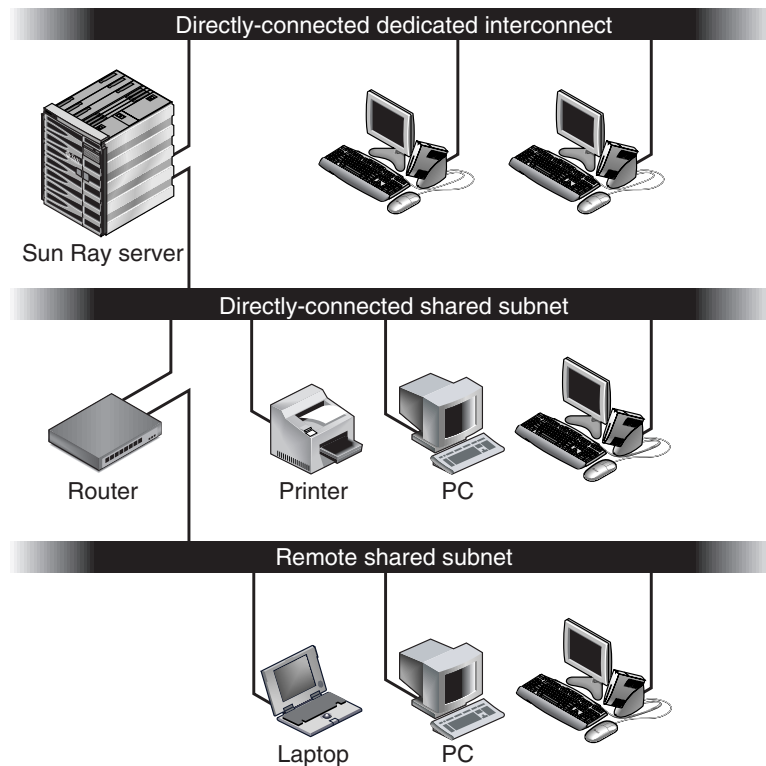 Directly-connected dedicated interconnect
Sun Ray server
Directly-connected shared subnet
Router
Printer
PC
Remote shared subnet
Laptop
PC